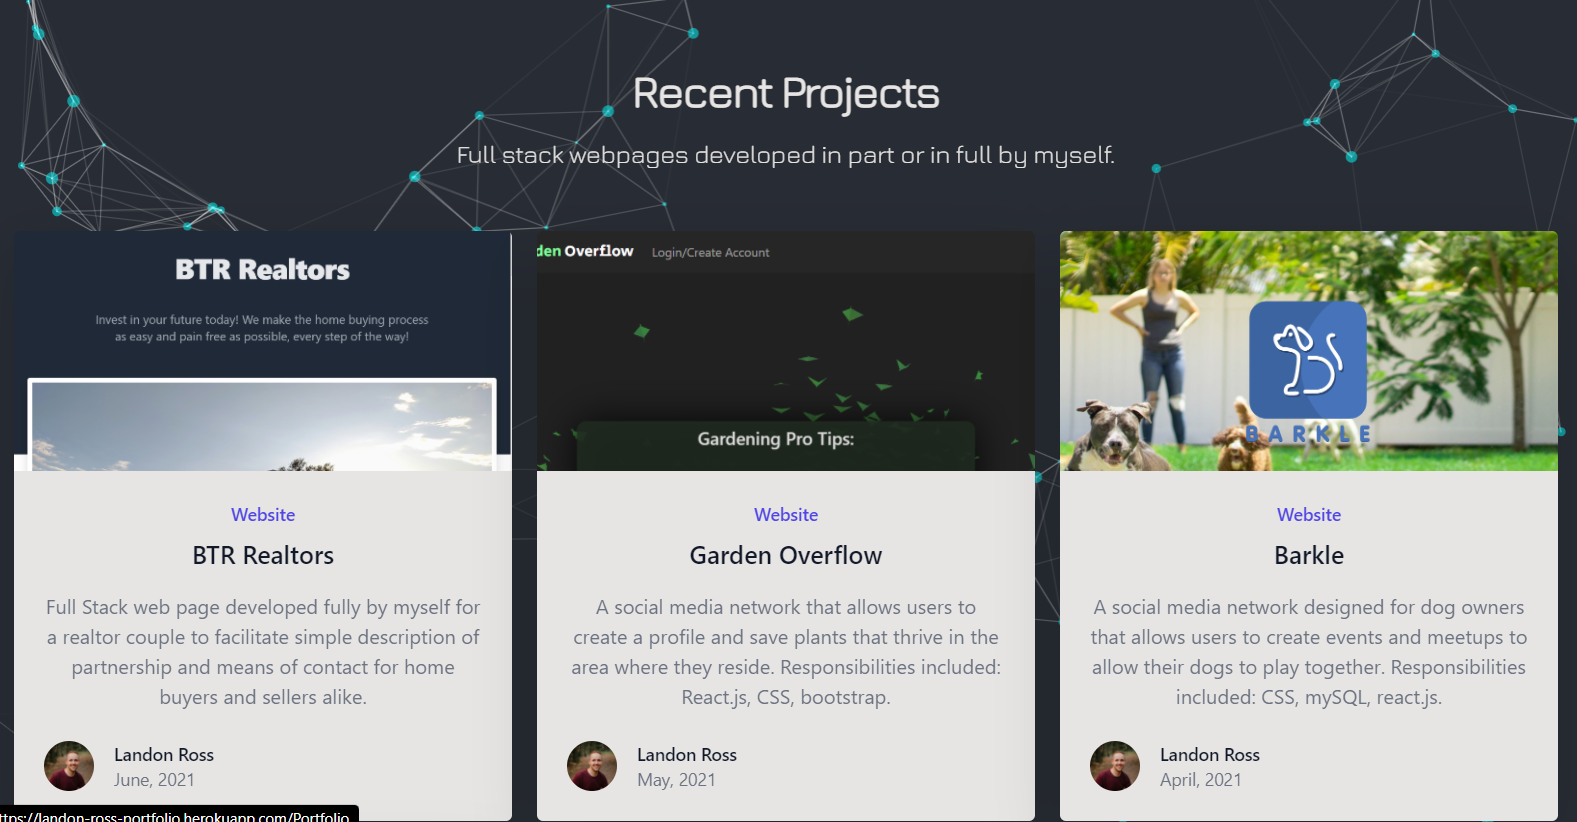 Recent Projects
Full stack webpages developed in part or in full by myself.
BTR Realtors
Invest in your future today! We make the home buying process
as easy and pain free as possible, every step of the way!
Website
BTR Realtors
Full Stack web page developed fully by myself for
a realtor couple to facilitate simple description of
partnership and means of contact for home
buyers and sellers alike.
Landon Ross
June, 2021
den Overflow Login/Create Account
Gardening Pro Tips:
Website
Garden Overflow
A social media network that allows users to
create a profile and save plants that thrive in the
area where they reside. Responsibilities included:
React.js, CSS, bootstrap.
Landon Ross
May, 2021
BARKLE
Website
Barkle
A social media network designed for dog owners
that allows users to create events and meetups to
allow their dogs to play together. Responsibilities
included: CSS, mySQL, react.js.
Landon Ross
April, 2021
ttps://landon-ross-portfolio.herokuapp.com/Portfolio